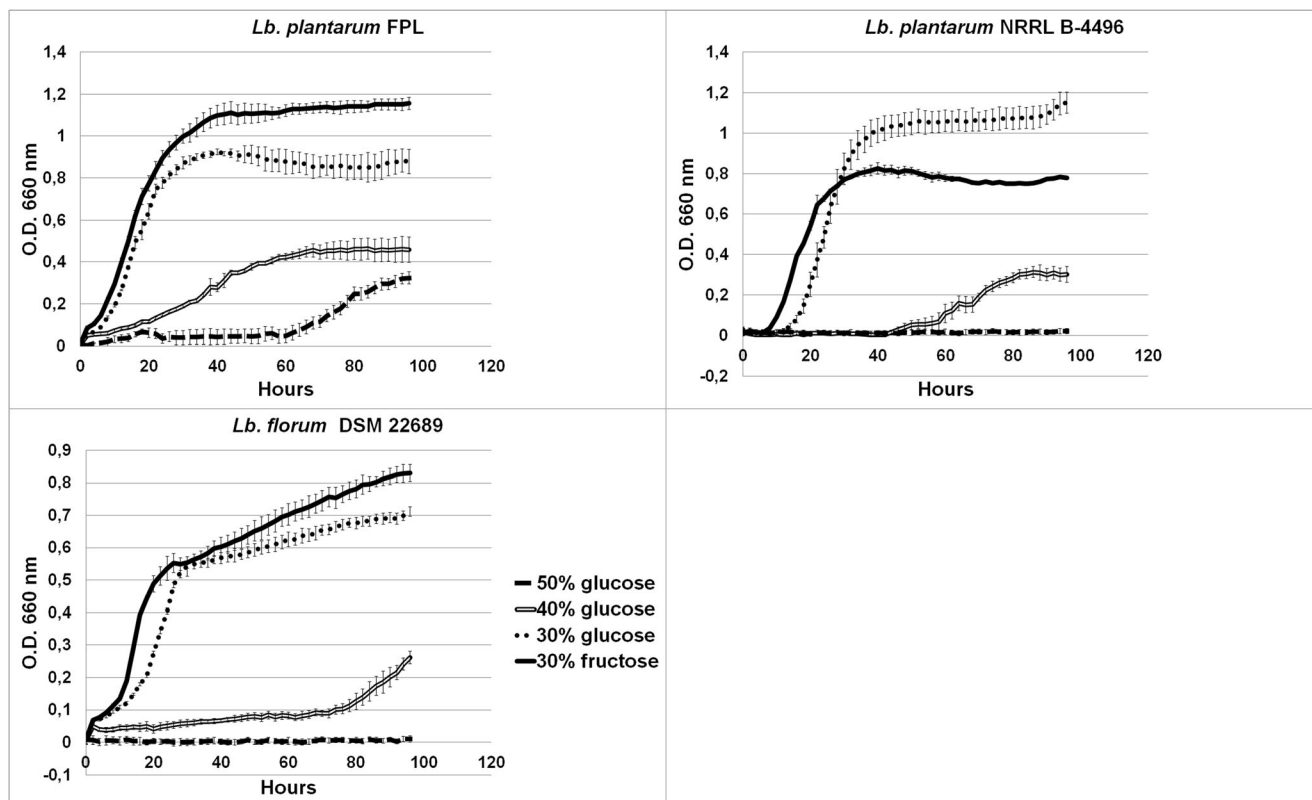 Lb. plantarum FPL
1,4
1,2
1
0,8
0,6
0,4
0,2
0
O.D. 660 nm
0 20 40 60 80 100 120
Hours
Lb. plantarum NRRL B-4496
1,4
1,2
1
0,8
0,6
0,4
0,2
0
-0,2
O.D. 660 nm
0 20 40 60 80 100 120
Hours
Lb. florum DSM 22689
0,9
0,8
0,7
0,6
0,5
0,4
0,3
0,2
0,1
0
-0,1
O.D. 660 nm
0 20 40 60 80 100 120
Hours
50% glucose
40% glucose
30% glucose
30% fructose